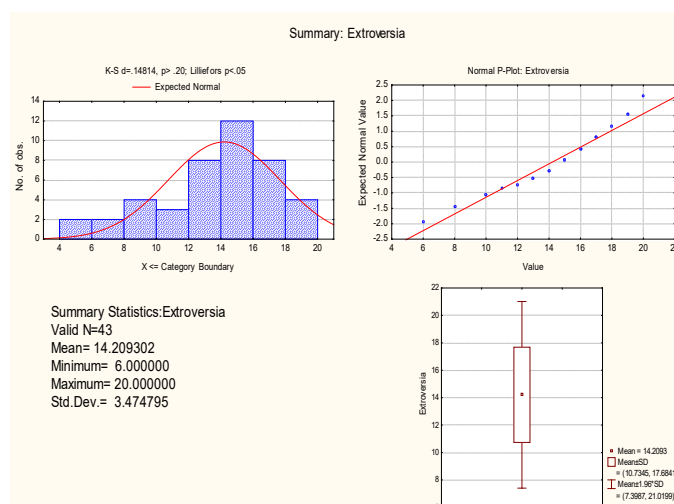 Summary: Extroversia
K-S d=.14814, p> .20; Lilliefors p<.05
Expected Normal
14
12
10
8
6
4
2
0
No. of obs.
4 6 8 10 12 14 16 18 20
X <= Category Boundary
Normal P-Plot: Extroversia
2.5
2.0
1.5
1.0
0.5
0.0
-0.5
-1.0
-1.5
-2.0
-2.5
Expected Normal Value
4 6 8 10 12 14 16 18 20 22
Value
Summary Statistics:Extroversia
Valid N=43
Mean= 14.209302
Minimum= 6.000000
Maximum= 20.000000
Std.Dev.= 3.474795
22
20
18
16
14
12
10
8
Extroversia
Mean = 14.2093
Mean±SD
= (10.7345, 17.6841)
Mean±1.96*SD
= (7.3987, 21.0199)